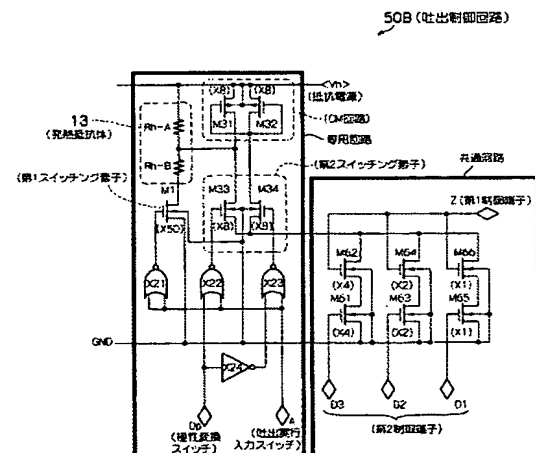 50B(吐出制御回路)
<Vh>
(抵抗電源)
(X8)
(X8)
M31
M32
(CM回路)
専用回路
13
(発熱抵抗体)
Rh-A
Rh-B
(第1スイッチング素子)
M1
(X50)
M33
M34
(X8)
(X8)
(第2スイッチング素子)
共通回路
Z(第1制御端子)
M62
M64
M66
(X4)
(X2)
(X1)
M61
M63
M65
(X4)
(X2)
(X1)
X21
X22
X23
X24
GND
D3
D2
D1
(第2制御端子)
Dp
(極性変換
スイッチ)
A
(吐出実行
入力スイッチ)